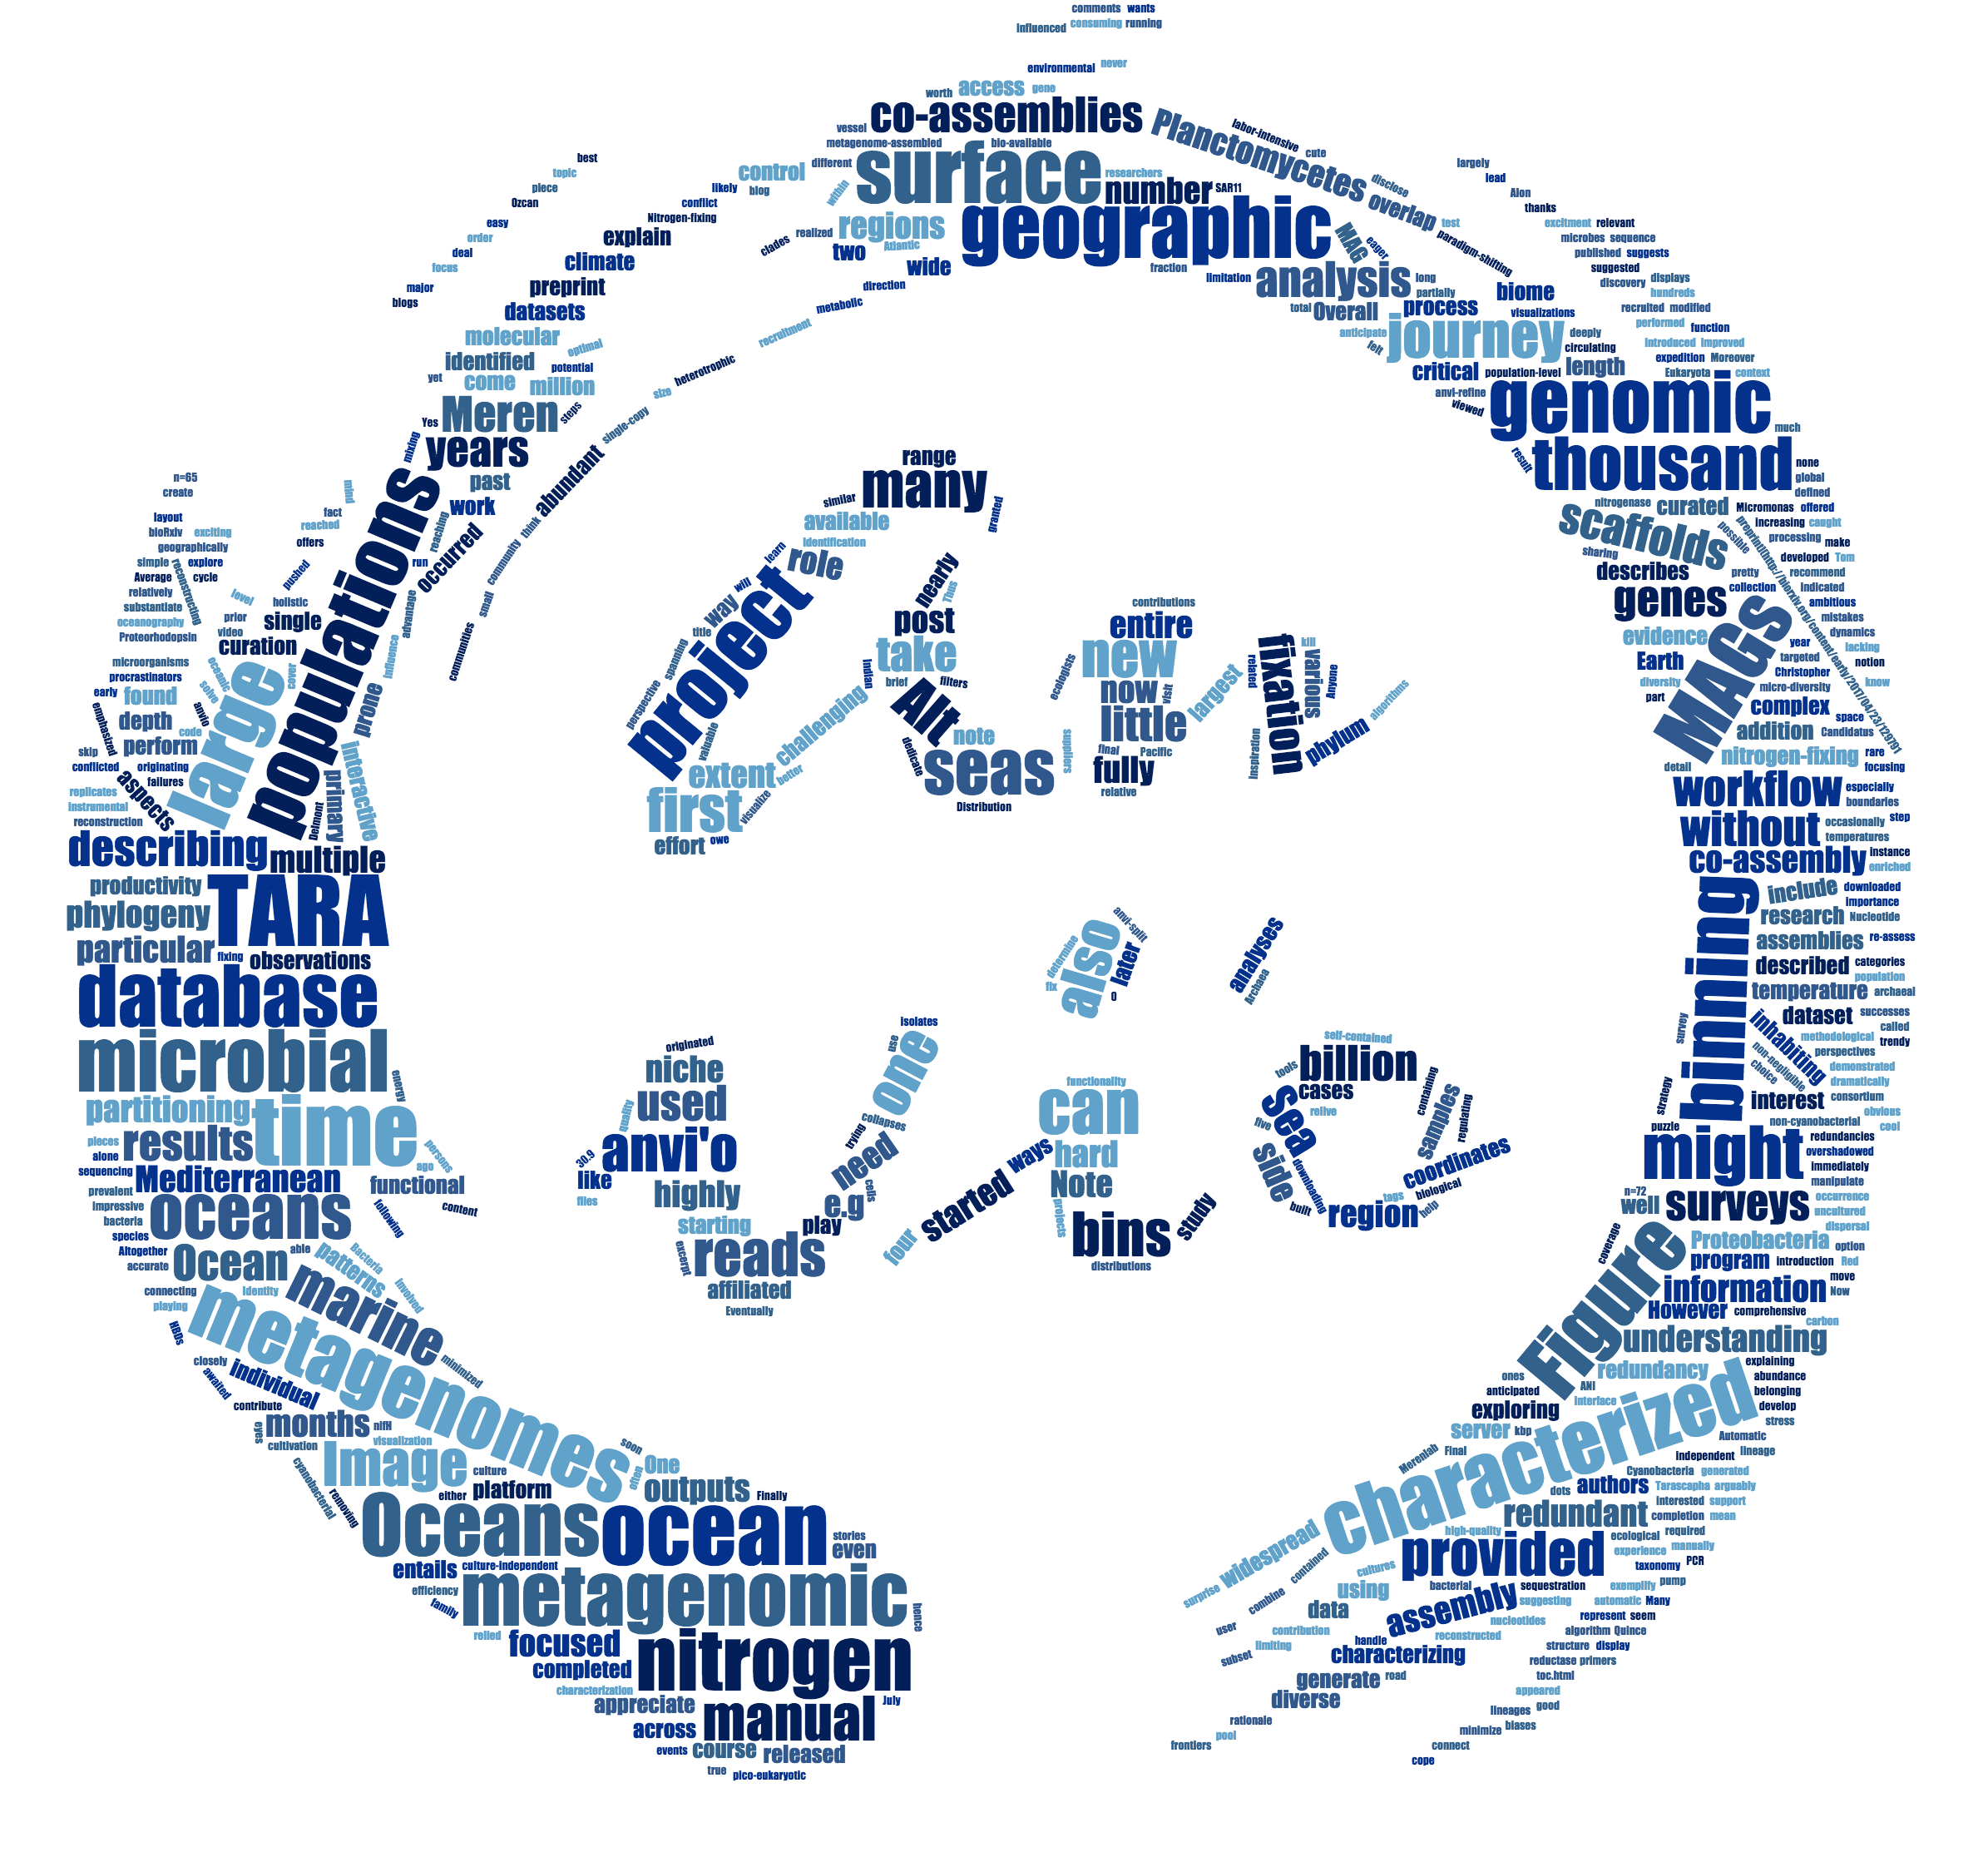 comments wants
influenced consuming running
environmental never
worth access gene
vessel co-assemblies Planctomycetes labor-intensive cute
metagenome-assembled bio-available
control different surface researchers overlap disclose test
best
topic
piece
Ozcan
likely blog within number SAR11
conflict
Nitrogen-fixing
easy
order
deal
focus
major
blogs
explain
climate
preprint
datasets
clades realized regions Atlantic geographic MAG eager paradigm-shifting
two wide fraction limitation analysis long partially
direction
metabolic
recruitment
total Overall process biome visualizations
anticipate felt journey deeply circulating
critical population-level length
anvi-refine viewed
largely
lead
Alon
thanks
excitment relevant
microbes sequence
published suggests
suggested
discovery displays
hundreds
recruited modified
performed function
introduced improved
expedition Moreover
Eukaryota context
molecular
identified optimal
yet come million potential
Meren steps
Yes years mixing
past
work reaching
occurred run
populations
heterotrophic
size
single-copy
abundant
think
community
small
communities
genomic much
result thousand none
global
defined
nitrogenase curated Micromonas offered
scaffolds possible increasing caught
sharing processing make
describes developed Tom
pretty recommend
genes collection indicated
preprinthttp://biorxiv.org/content/early/2017/04/23/129791
ambitious
mistakes
evidence MAGs year dynamics
Earth targeted lacking
diversity Christopher notion
part micro-diversity know
complex space
addition Candidatus
nitrogen-fixing rare
detail focusing
n=65
create
layout
bioRxiv exciting
geographically
simple explore
reconstructing
Average cycle
relatively
substantiate
oceanography
Proteorhodopsin
mind
fact
reached
offers
pushed
level holistic
prior single
video
curation
advantage
influence
prone
microorganisms
procrastinators
early found
oceanic solve cover large
emphasized depth anvio
code
skip perform
conflicted originating
failures
aspects
replicates
instrumental
reconstruction
interactive
primary
Delmont
describing multiple
productivity TARA
phylogeny
particular fixing observations
database
microbial energy
partitioning time
pieces results persons
alone ago
sequencing Mediterranean functional
prevalent oceans
impressive following content
bacteria
species
Altogether Ocean able patterns Bacteria involved
accurate
connecting identity marine
playing metagenomes minimized
HBDs
closely individual
awaited
contribute
eyes months nifH
cultivation visualization
cyanobacterial Image culture soon One
removing either platform often outputs Finally
Oceans ocean stories
even
entails culture-independent
efficiency metagenomic
family hence
relied focused nitrogen
completed
characterization
appreciate manual July
across
events course released
true pico-eukaryotic
range
many
similar granted
available
identification
learn role
will
way
title
project
spanning
perspective
valuable
extent challenging
better
first visualize
effort owe
nearly
Thus
post
take
Indian brief filters
Alt
dedicate note
seas
Distribution
contributions
entire
new
ecologists now visit
little
suppliers final Pacific
fully
relative
largest
related fixation kill
various Anyone
inspiration phylum algorithms
anvi-split
also
determine
fix later
0
analyses
Archaea
originated
niche
quality used
30.9 anvi'o
like
files highly
starting
excerpt reads
affiliated
Eventually
isolates
use one
collapses
trying need
cells
e.g
play
functionality
can
hard
ways
started Note
four projects bins study
distributions
self-contained
tools billion
cases
Sea relive
five
side downloading
built region
containing
samples regulating
coordinates
tags biological
help
workflow especially
boundaries
without occasionally step
temperatures
co-assembly instance
enriched
binning include downloaded
importance
research Nucleotide
assemblies re-assess
described categories
population
temperature archaeal
survey inhabiting dataset successes
called
methodological trendy
perspectives
non-negligible
choice demonstrated
dramatically
strategy interest consortium
obvious
non-cyanobacterial cool
puzzle might redundancies
overshadowed
immediately
manipulate
n=72 well surveys occurrence
uncultured
dispersal
coverage Figure Proteobacteria option
program introduction Red
move
information Now
However comprehensive
carbon
understanding
redundancy explaining
ones ANI abundance
interface belonging
anticipated develop
exploring stress
server kbp Automatic
Final lineage
Merenlab independent
characterized
Cyanobacteria generated
dots authors Tarascapha arguably
interested support
redundant completion mean
high-quality ecological required
widespread provided experience manually
surprise taxonomy PCR
contained cultures
combine using bacterial sequestration exemplify pump
user data assembly suggesting automatic Many
contribution nucleotides represent seem
subset limiting handle reconstructed algorithm Quince
characterizing structure display
generate road reductase primers
diverse toc.html
appeared
rationale lineages good
pool minimize biases
frontiers connect
cope